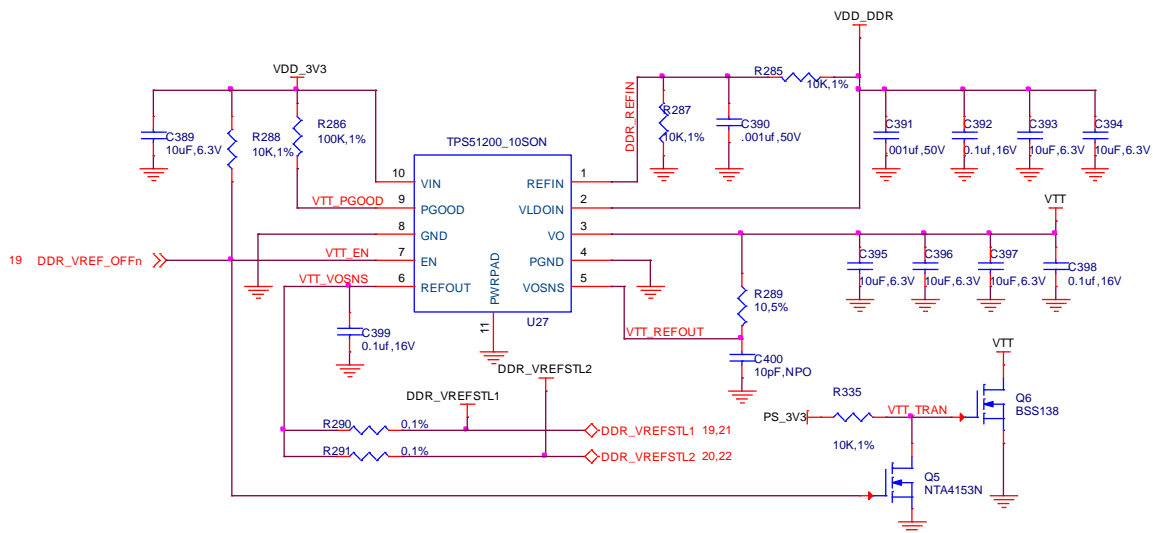 VDD_DDR
VDD_3V3
R285
10K,1%
DDR_REFIN
C389
10uF,6.3V
R288
10K,1%
R286
100K,1%
R287
10K,1%
C390
.001uf,50V
C391
.001uf,50V
C392
0.1uf,16V
C393
10uF,6.3V
C394
10uF,6.3V
TPS51200_10SON
10
VIN
REFIN
1
VTT_PGOOD
9
PGOOD
VLDOIN
2
VTT
8
GND
VO
3
19 DDR_VREF_OFFn
VTT_EN
7
EN
PGND
4
VTT_VOSNS
6
REFOUT
PWRPAD
VOSNS
5
C395
10uF,6.3V
C396
10uF,6.3V
C397
10uF,6.3V
C398
0.1uf,16V
R289
10,5%
11
U27
VTT_REFOUT
C399
0.1uf,16V
C400
10pF,NPO
DDR_VREFSTL2
DDR_VREFSTL1
VTT
R290
0,1%
DDR_VREFSTL1 19,21
R291
0,1%
DDR_VREFSTL2 20,22
R335
PS_3V3
10K,1%
VTT_TRAN
Q6
BSS138
Q5
NTA4153N